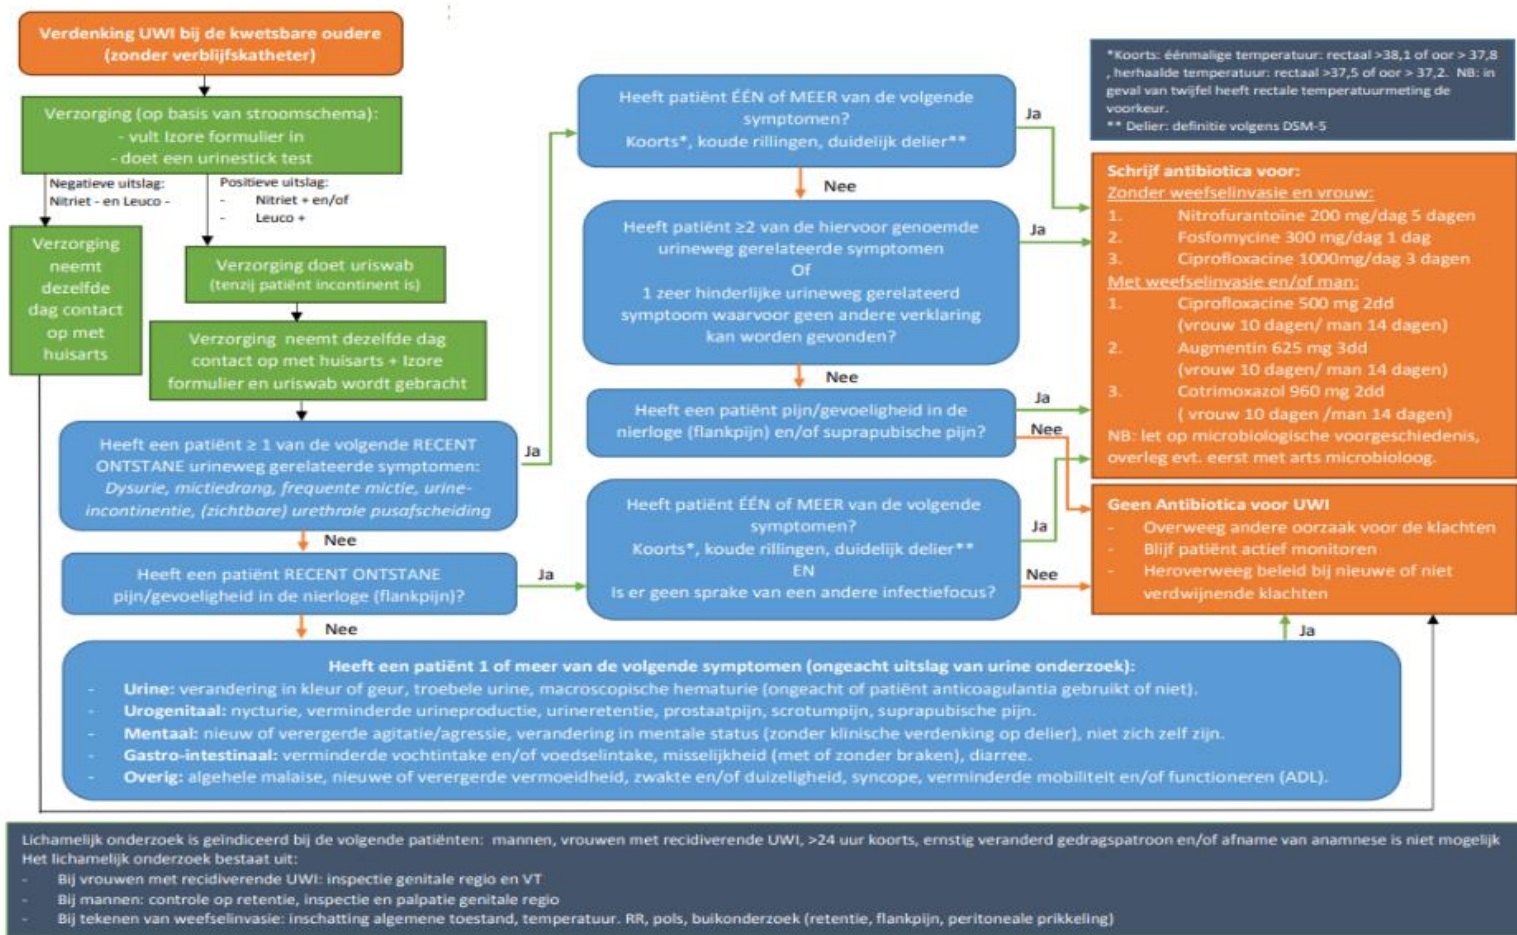 Verdenking UWI bij de kwetsbare oudere
(zonder verblijfskatheter)
Verzorging (op basis van stroomschema):
- vult Izore formulier in
- doet een urinestick test
Negatieve uitslag:
Nitriet - en Leuco -
Positieve uitslag:
- Nitriet + en/of
- Leuco +
Verzorging
neemt
dezelfde
dag contact
op met
huisarts
Verzorging doet uriswab
(tenzij patiënt incontinent is)
Verzorging neemt dezelfde dag
contact op met huisarts + Izore
formulier en uriswab wordt gebracht
Heeft een patiënt ≥ 1 van de volgende RECENT
ONTSTANE urineweg gerelateerde symptomen:
Dysurie, mictiedrang, frequente mictie, urine-
incontinentie, (zichtbare) urethrale pusafscheiding
Ja
Nee
Heeft een patiënt RECENT ONTSTANE
pijn/gevoeligheid in de nierloge (flankpijn)?
Ja
Nee
Heeft patiënt ÉÉN of MEER van de volgende
symptomen?
Koorts*, koude rillingen, duidelijk delier**
Ja
Nee
Heeft patiënt ≥2 van de hiervoor genoemde
urineweg gerelateerde symptomen
Of
1 zeer hinderlijke urineweg gerelateerd
symptoom waarvoor geen andere verklaring
kan worden gevonden?
Ja
Nee
Heeft een patiënt pijn/gevoeligheid in de
nierloge (flankpijn) en/of suprapubische pijn?
Ja
Nee
Heeft patiënt ÉÉN of MEER van de volgende
symptomen?
Koorts*, koude rillingen, duidelijk delier**
EN
Is er geen sprake van een andere infectiefocus?
Ja
Nee
*Koorts: éénmalige temperatuur: rectaal >38,1 of oor > 37,8
, herhaalde temperatuur: rectaal >37,5 of oor > 37,2. NB: in
geval van twijfel heeft rectale temperatuurmeting de
voorkeur.
** Delier: definitie volgens DSM-5
Schrijf antibiotica voor:
Zonder weefselinvasie en vrouw:
1. Nitrofurantoïne 200 mg/dag 5 dagen
2. Fosfomycine 300 mg/dag 1 dag
3. Ciprofloxacine 1000mg/dag 3 dagen
Met weefselinvasie en/of man:
1. Ciprofloxacine 500 mg 2dd
(vrouw 10 dagen/ man 14 dagen)
2. Augmentin 625 mg 3dd
(vrouw 10 dagen/ man 14 dagen)
3. Cotrimoxazol 960 mg 2dd
( vrouw 10 dagen /man 14 dagen)
NB: let op microbiologische voorgeschiedenis,
overleg evt. eerst met arts microbioloog.
Geen Antibiotica voor UWI
- Overweeg andere oorzaak voor de klachten
- Blijf patiënt actief monitoren
- Heroverweeg beleid bij nieuwe of niet
verdwijnende klachten
Ja
Heeft een patiënt 1 of meer van de volgende symptomen (ongeacht uitslag van urine onderzoek):
- Urine: verandering in kleur of geur, troebele urine, macroscopische hematurie (ongeacht of patiënt anticoagulantia gebruikt of niet).
- Urogenitaal: nycturie, verminderde urineproductie, urineretentie, prostaatpijn, scrotumpijn, suprapubische pijn.
- Mentaal: nieuw of verergerde agitatie/agressie, verandering in mentale status (zonder klinische verdenking op delier), niet zich zelf zijn.
- Gastro-intestinaal: verminderde vochtintake en/of voedselintake, misselijkheid (met of zonder braken), diarree.
- Overig: algehele malaise, nieuwe of verergerde vermoeidheid, zwakte en/of duizeligheid, syncope, verminderde mobiliteit en/of functioneren (ADL).
Lichamelijk onderzoek is geïndiceerd bij de volgende patiënten: mannen, vrouwen met recidiverende UWI, >24 uur koorts, ernstig veranderd gedragspatroon en/of afname van anamnese is niet mogelijk
Het lichamelijk onderzoek bestaat uit:
- Bij vrouwen met recidiverende UWI: inspectie genitale regio en VT
- Bij mannen: controle op retentie, inspectie en palpatie genitale regio
- Bij tekenen van weefselinvasie: inschatting algemene toestand, temperatuur. RR, pols, buikonderzoek (retentie, flankpijn, peritoneale prikkeling)